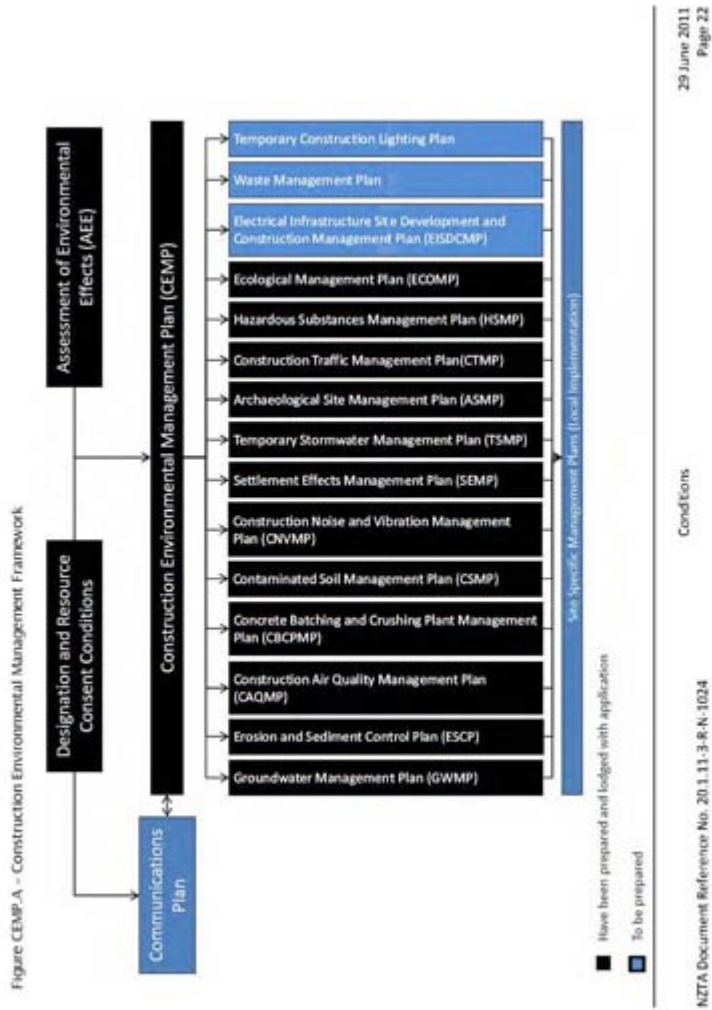 Figure CEMP.A – Construction Environmental Management Framework
Designation and Resource
Consent Conditions
Assessment of Environmental
Effects (AEE)
Communications
Plan
Construction Environmental Management Plan (CEMP)
Groundwater Management Plan (GWMP)
Erosion and Sediment Control Plan (ESCP)
Construction Air Quality Management Plan
(CAQMP)
Concrete Batching and Crushing Plant Management
Plan (CBCPMP)
Contaminated Soil Management Plan (CSMP)
Construction Noise and Vibration Management
Plan (CNVMP)
Settlement Effects Management Plan (SEMP)
Temporary Stormwater Management Plan (TSMP)
Archaeological Site Management Plan (ASMP)
Construction Traffic Management Plan(CTMP)
Hazardous Substances Management Plan (HSMP)
Ecological Management Plan (ECOMP)
Electrical Infrastructure Site Development and
Construction Management Plan (EISDCMP)
Waste Management Plan
Temporary Construction Lighting Plan
Site Specific Management Plans (Local Implementation)
Have been prepared and lodged with application
To be prepared
NZTA Document Reference No. 20.1.11-3-R-N-1024
Conditions
29 June 2011
Page 22